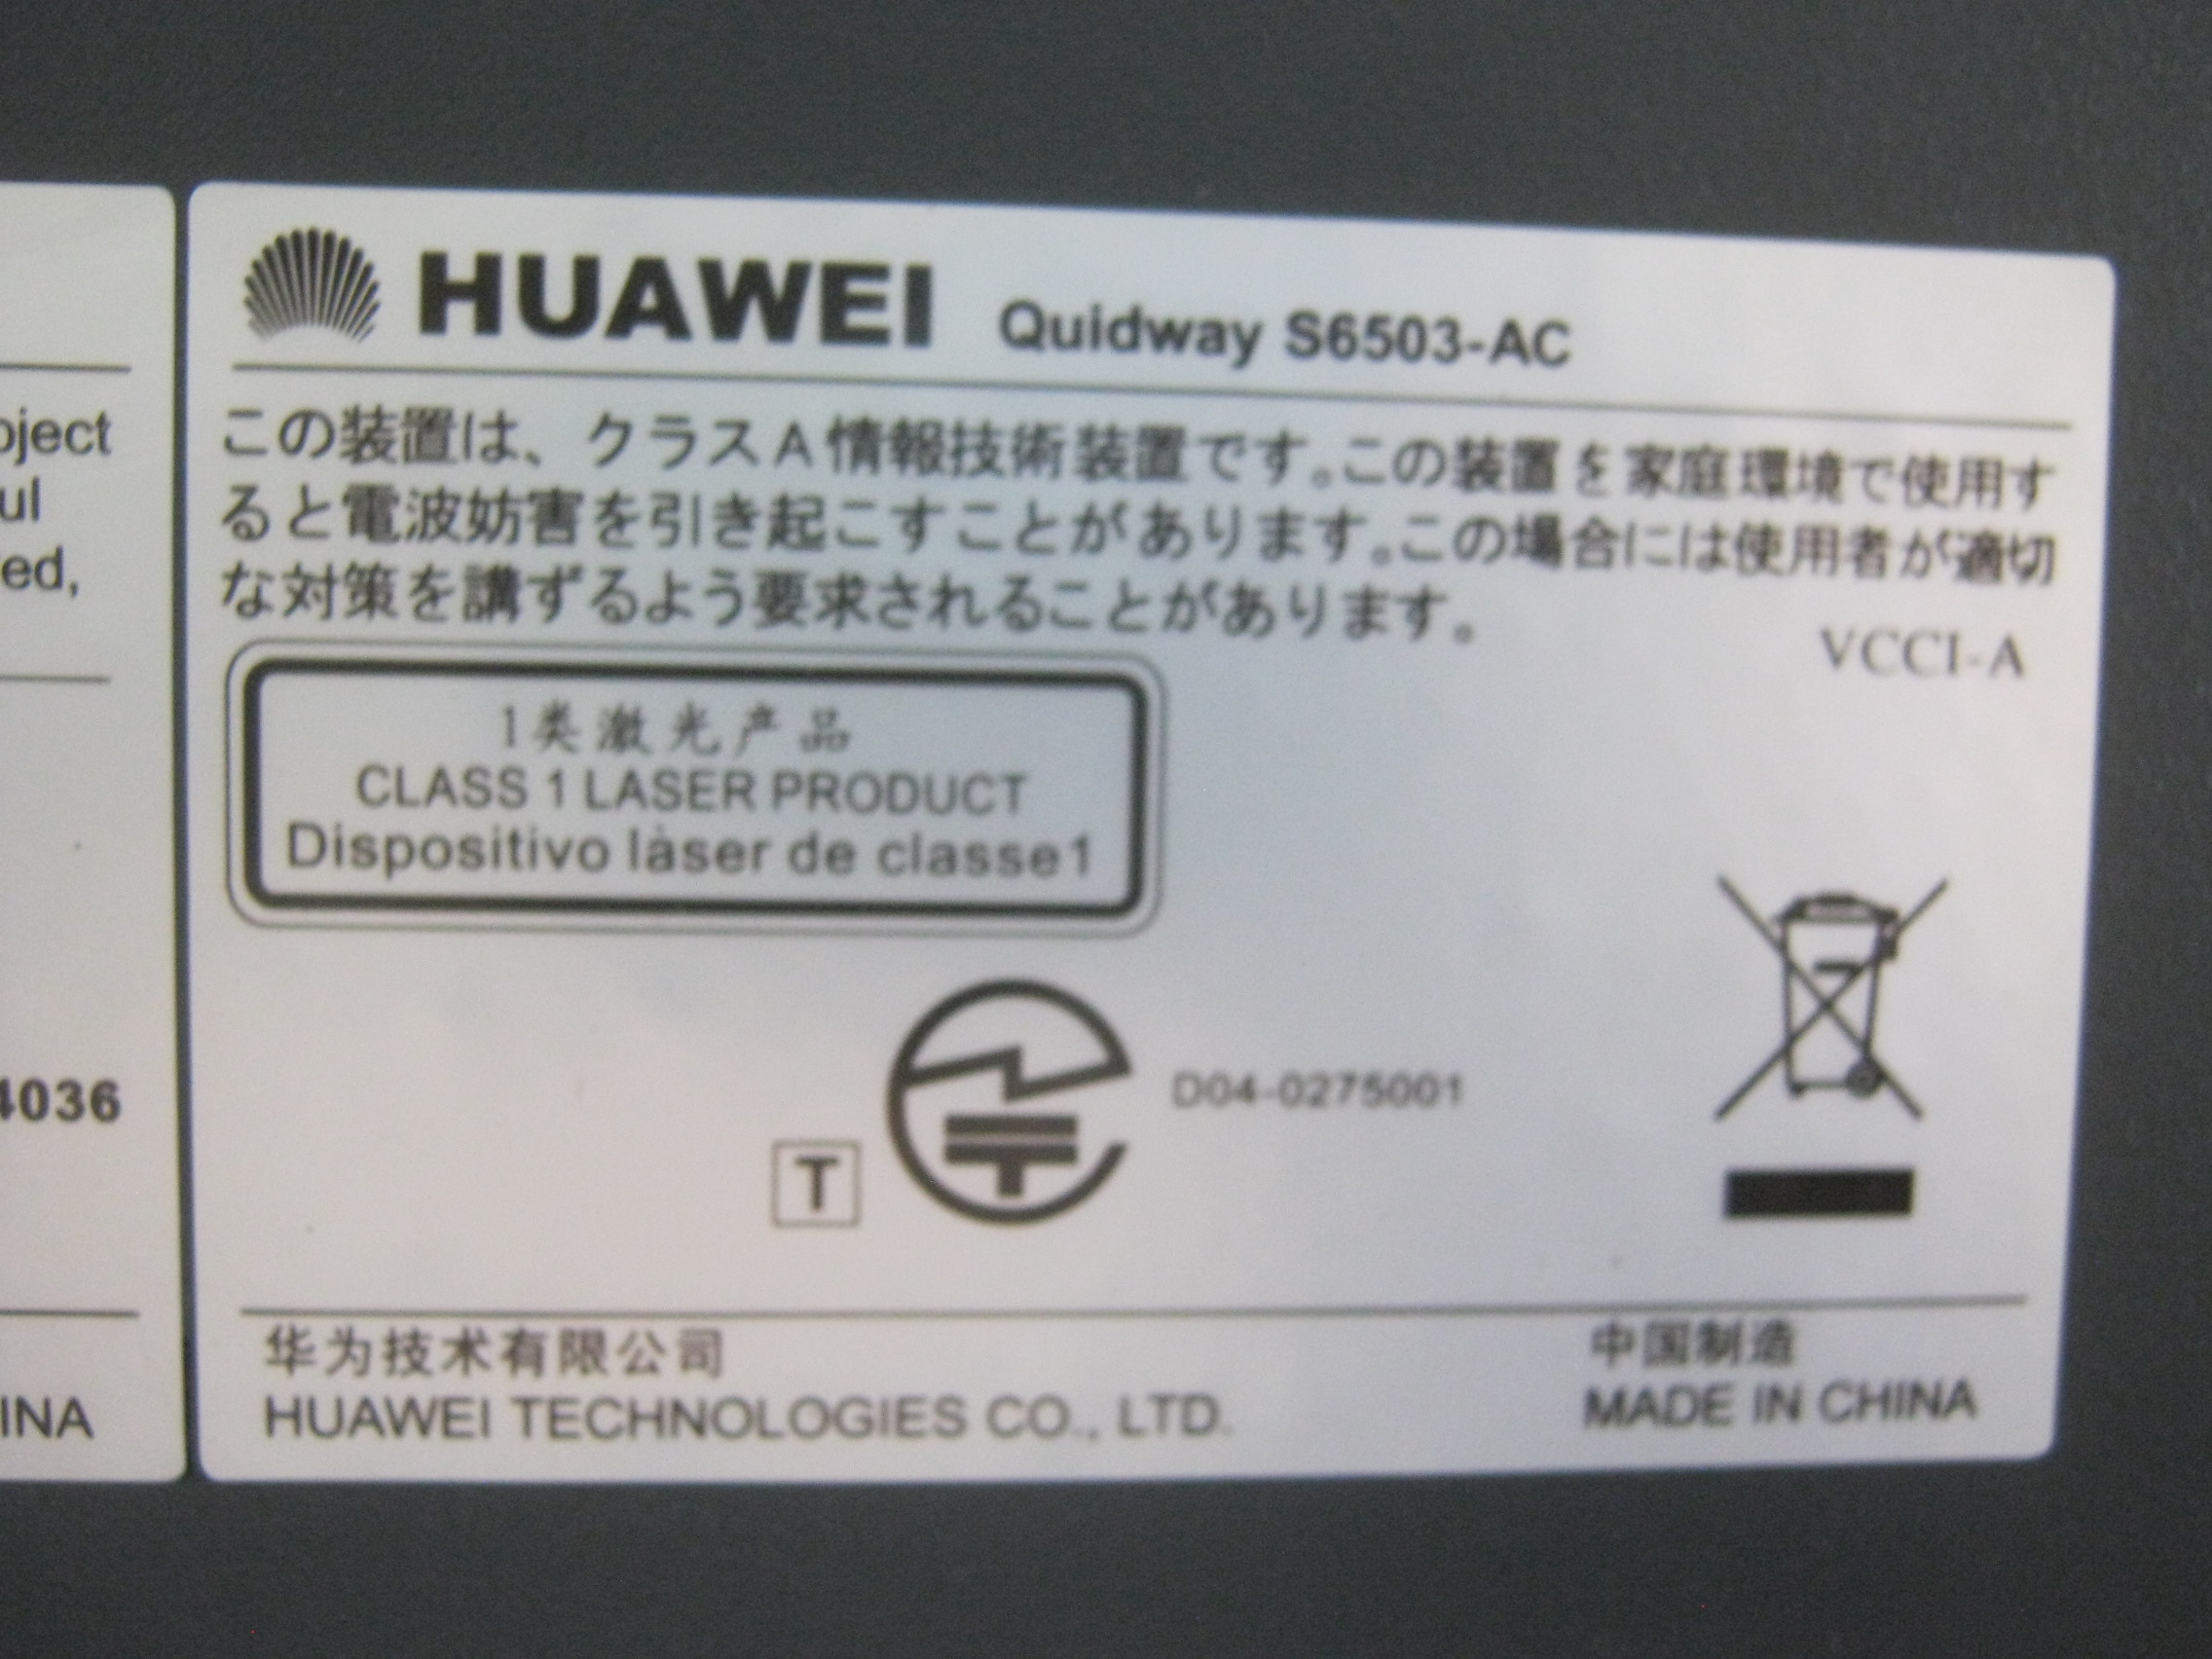 HUAWEI Quidway S6503-AC
この装置は、クラスA情報技術装置です。この装置を家庭環境で使用す
ると電波妨害を引き起こすことがあります。この場合には使用者が適切
な対策を講ずるよう要求されることがあります。
VCCI-A
1类激光产品
CLASS 1 LASER PRODUCT
Dispositivo làser de classe1
D04-0275001
T
华为技术有限公司
中国制造
HUAWEI TECHNOLOGIES CO., LTD.
MADE IN CHINA
oject
ul
ed,
4036
INA